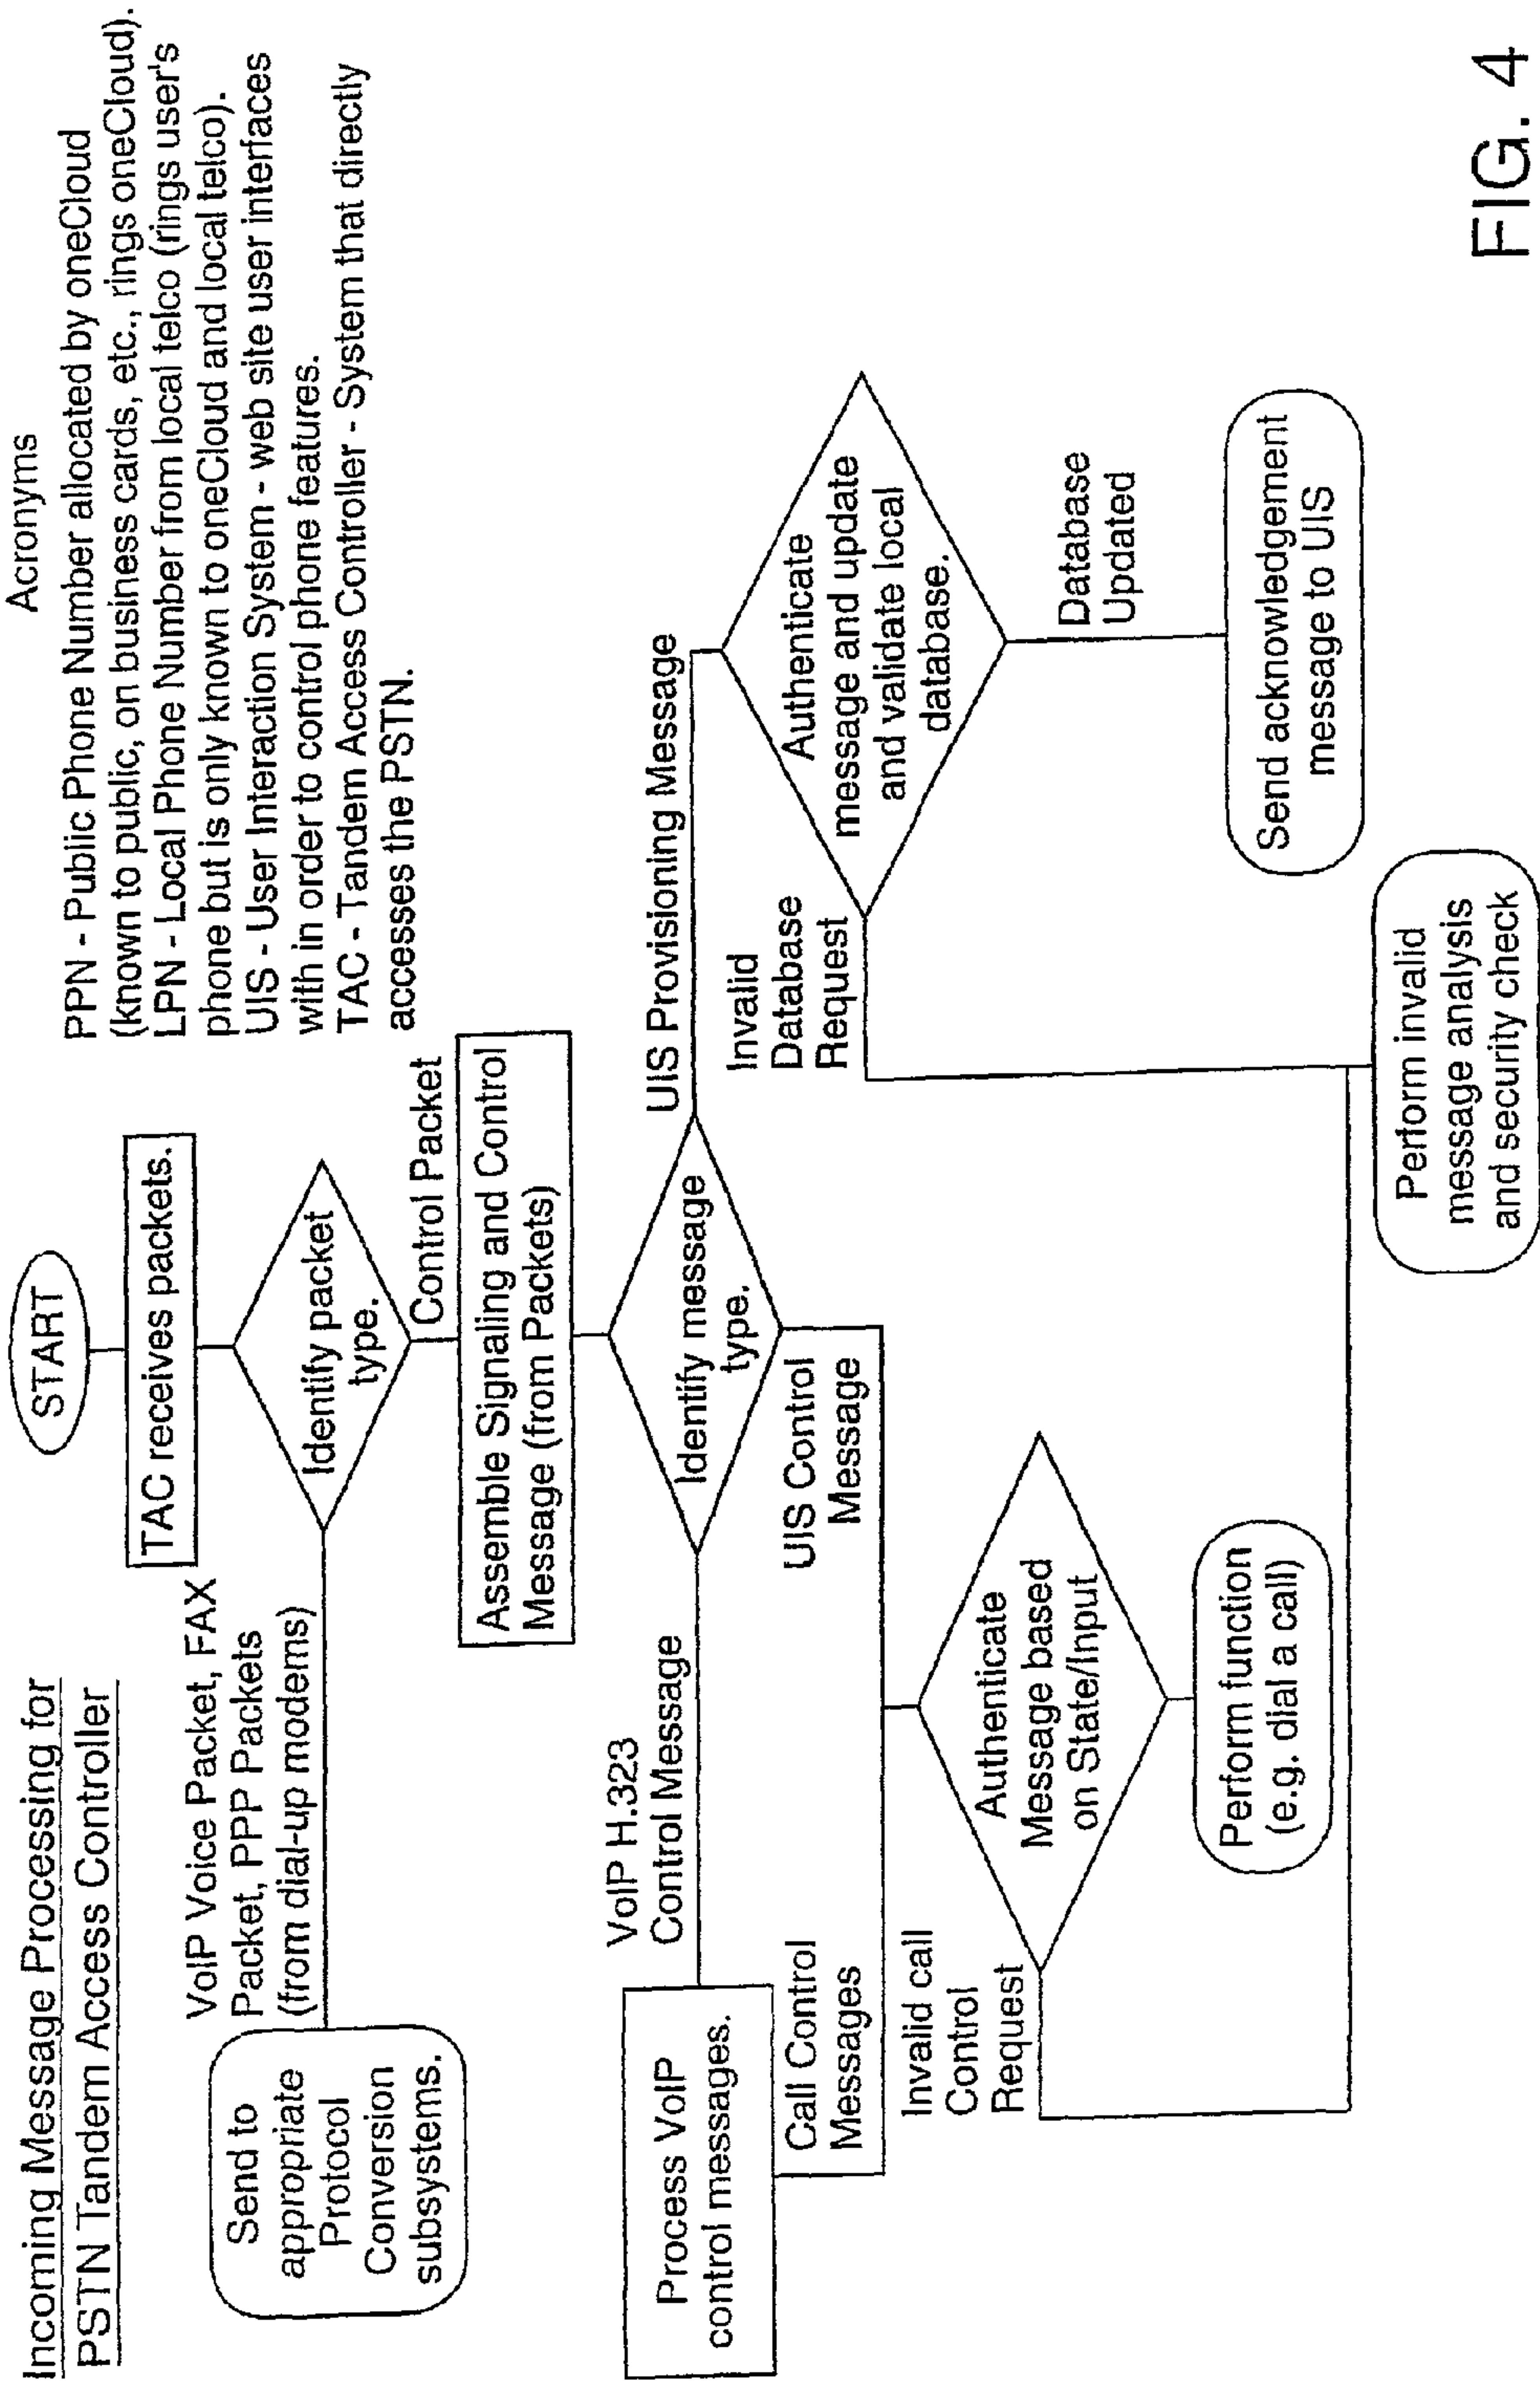 Incoming Message Processing for
PSTN Tandem Access Controller
Acronyms
PPN - Public Phone Number allocated by oneCloud
(known to public, on business cards, etc., rings oneCloud).
LPN - Local Phone Number from local telco (rings user's
phone but is only known to oneCloud and local telco).
UIS - User Interaction System - web site user interfaces
with in order to control phone features.
TAC - Tandem Access Controller - System that directly
accesses the PSTN.
START
TAC receives packets.
Identify packet
type.
VoIP Voice Packet, FAX
Packet, PPP Packets
(from dial-up modems)
Send to
appropriate
Protocol
Conversion
subsystems.
Control Packet
Assemble Signaling and Control
Message (from Packets)
Identify message
type.
VoIP H.323
Control Message
Process VoIP
control messages.
Call Control
Messages
UIS Control
Message
UIS Provisioning Message
Authenticate
Message based
on State/Input
Invalid call
Control
Request
Perform function
(e.g. dial a call)
Authenticate
message and update
and validate local
database.
Invalid
Database
Request
Database
Updated
Send acknowledgement
message to UIS
Perform invalid
message analysis
and security check
FIG. 4